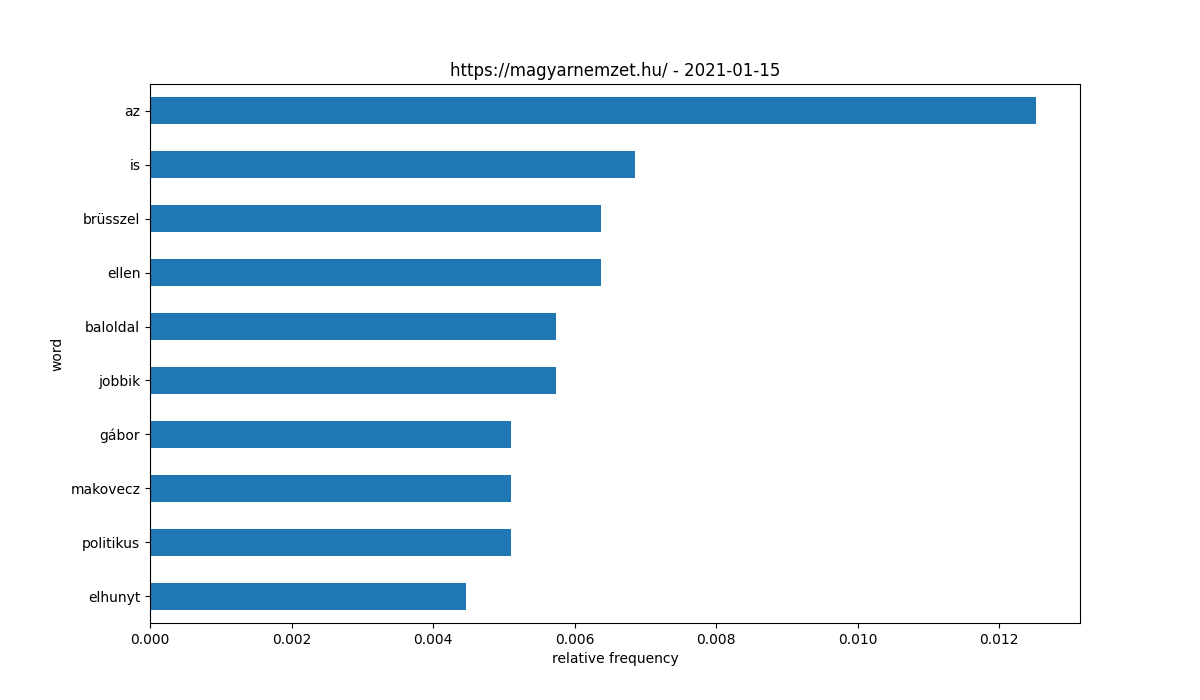 https://magyarnemzet.hu/ - 2021-01-15
az
is
brüsszel
ellen
baloldal
jobbik
gábor
makovecz
politikus
elhunyt
word
0.000 0.002 0.004 0.006 0.008 0.010 0.012
relative frequency